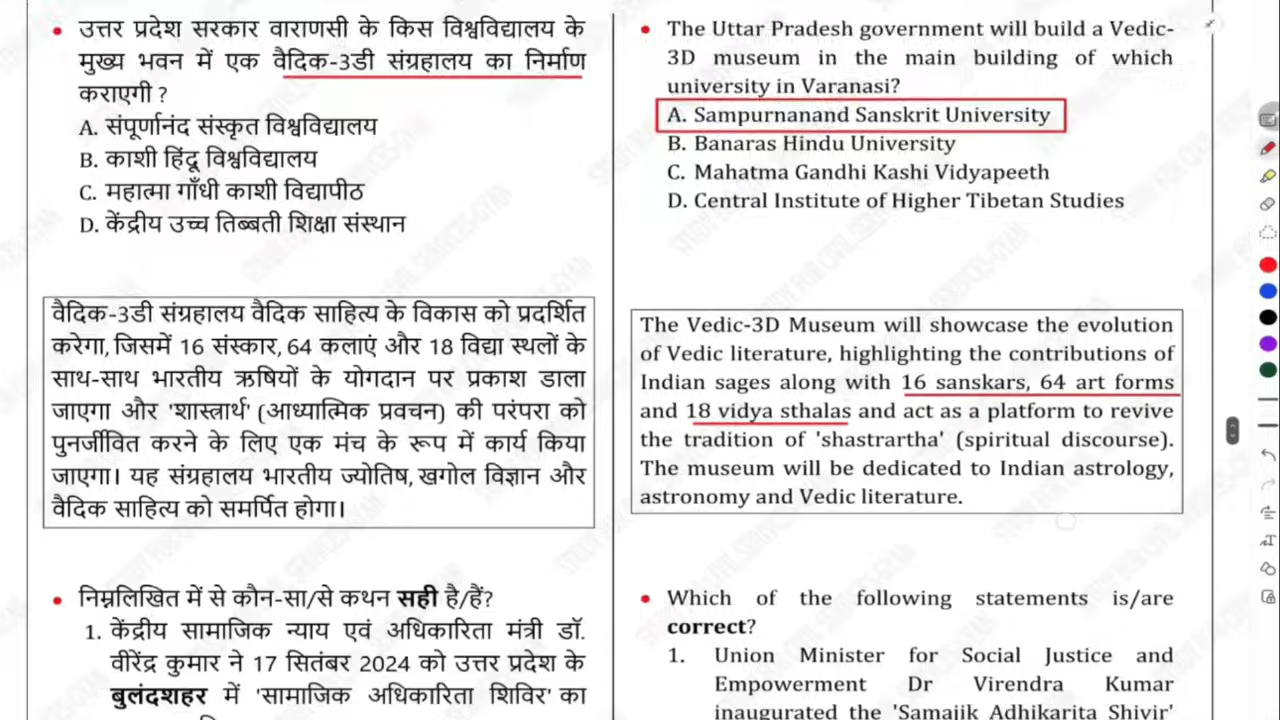 उत्तर प्रदेश सरकार वाराणसी के किस विश्वविद्यालय के
मुख्य भवन में एक वैदिक-3डी संग्रहालय का निर्माण
कराएगी ?
A. संपूर्णानंद संस्कृत विश्वविद्यालय
B. काशी हिंदू विश्वविद्यालय
C. महात्मा गाँधी काशी विद्यापीठ
D. केंद्रीय उच्च तिब्बती शिक्षा संस्थान
वैदिक-3डी संग्रहालय वैदिक साहित्य के विकास को प्रदर्शित
करेगा, जिसमें 16 संस्कार, 64 कलाएं और 18 विद्या स्थलों के
साथ-साथ भारतीय ऋषियों के योगदान पर प्रकाश डाला
जाएगा और 'शास्त्रार्थ' (आध्यात्मिक प्रवचन) की परंपरा को
पुनर्जीवित करने के लिए एक मंच के रूप में कार्य किया
जाएगा। यह संग्रहालय भारतीय ज्योतिष, खगोल विज्ञान और
वैदिक साहित्य को समर्पित होगा।
निम्नलिखित में से कौन-सा/से कथन सही है/हैं?
1. केंद्रीय सामाजिक न्याय एवं अधिकारिता मंत्री डॉ.
वीरेंद्र कुमार ने 17 सितंबर 2024 को उत्तर प्रदेश के
बुलंदशहर में 'सामाजिक अधिकारिता शिविर' का
The Uttar Pradesh government will build a Vedic-
3D museum in the main building of which
university in Varanasi?
A. Sampurnanand Sanskrit University
B. Banaras Hindu University
C. Mahatma Gandhi Kashi Vidyapeeth
D. Central Institute of Higher Tibetan Studies
The Vedic-3D Museum will showcase the evolution
of Vedic literature, highlighting the contributions of
Indian sages along with 16 sanskars, 64 art forms
and 18 vidya sthalas and act as a platform to revive
the tradition of 'shastrartha' (spiritual discourse).
The museum will be dedicated to Indian astrology,
astronomy and Vedic literature.
Which of the following statements is/are
correct?
1. Union Minister for Social Justice and
Empowerment Dr Virendra Kumar
inaugurated the 'Samajik Adhikarita Shivir'